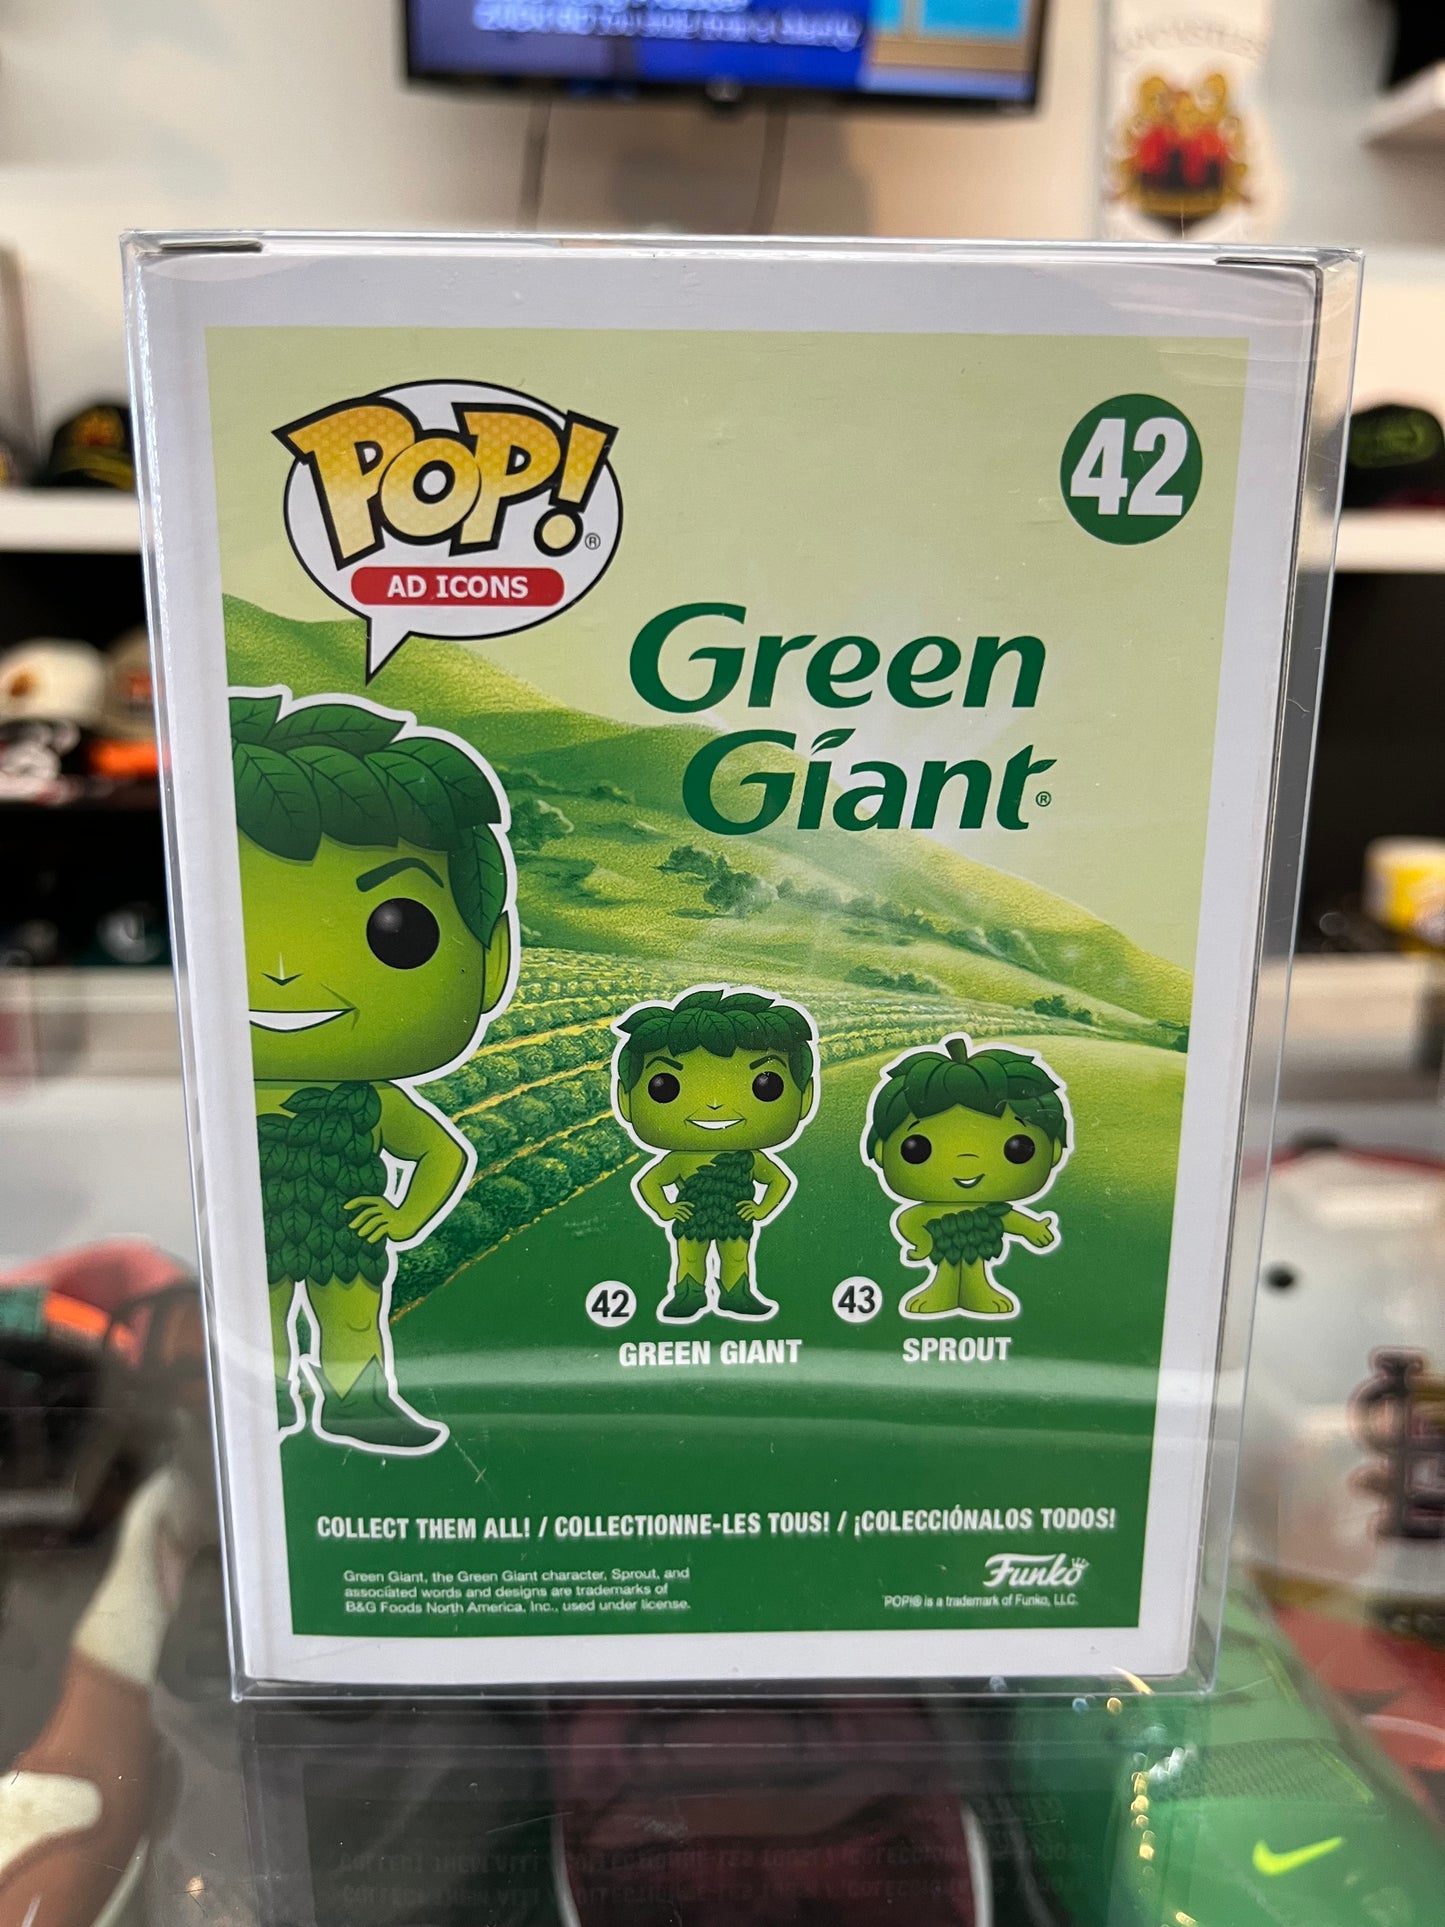 POP!®
AD ICONS
42
Green
Giant®
42
GREEN GIANT
43
SPROUT
COLLECT THEM ALL! / COLLECTIONNE-LES TOUS! / ¡COLECCIÓNALOS TODOS!
Green Giant, the Green Giant character, Sprout, and
associated words and designs are trademarks of
B&G Foods North America, Inc., used under license.
Funko
POP!® is a trademark of Funko, LLC.